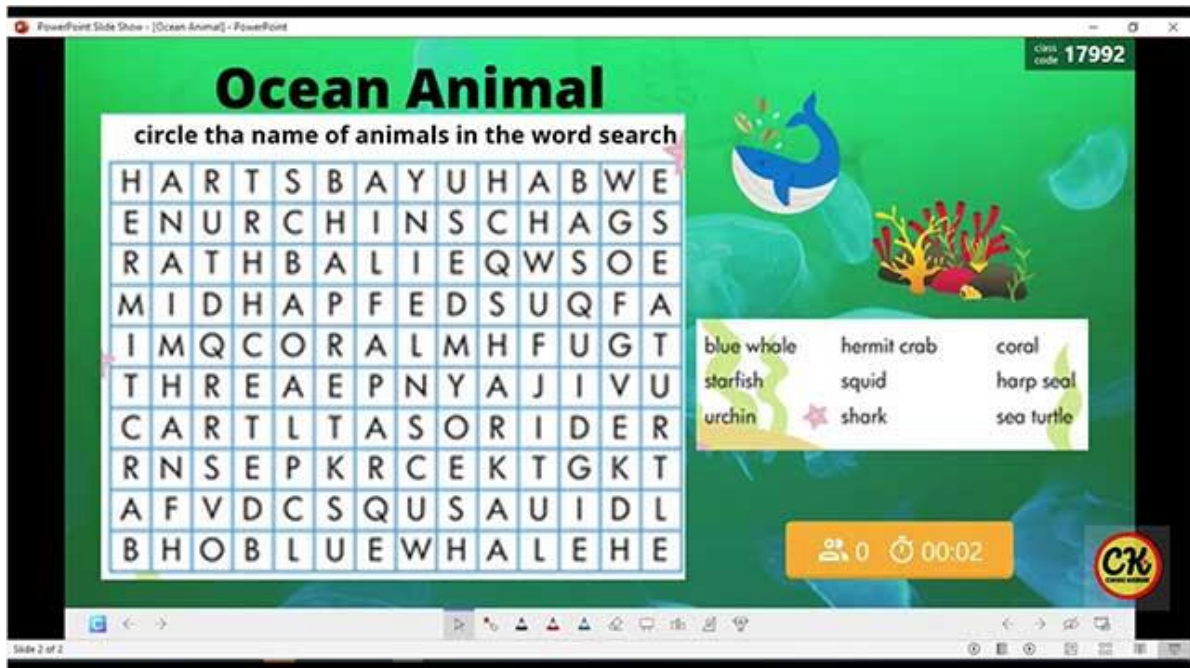 PowerPoint Slide Show - [Ocean Animal] - PowerPoint
class code 17992
Ocean Animal
circle tha name of animals in the word search
H A R T S B A Y U H A B W E
E N U R C H I N S C H A G S
R A T H B A L I E Q W S O E
M I D H A P F E D S U Q F A
I M Q C O R A L M H F U G T
T H R E A E P N Y A J I V U
C A R T L T A S O R I D E R
R N S E P K R C E K T G K T
A F V D C S Q U S A U I D L
B H O B L U E W H A L E H E
blue whale hermit crab coral
starfish squid harp seal
urchin shark sea turtle
0 00:02
CK
Slide 2 of 2